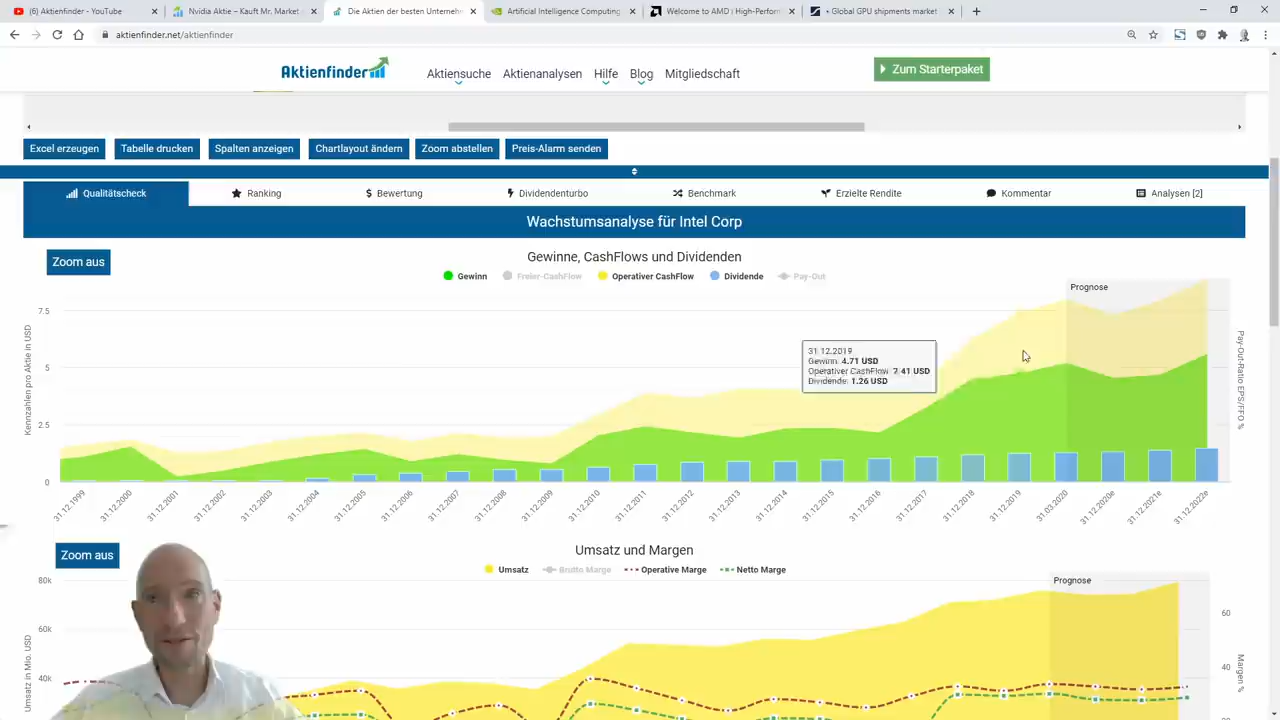 (6) Aktienfinder - YouTube
Nvidia Aktie – Kauft Mr. Market
Die Aktien der besten Unterneh
Artificial Intelligence Computing
Welcome to AMD | High-Perfor
• Global GPU shipments market
aktienfinder.net/aktienfinder
Aktienfinder
Aktiensuche Aktienanalysen Hilfe Blog Mitgliedschaft
Zum Starterpaket
Excel erzeugen Tabelle drucken Spalten anzeigen Chartlayout ändern Zoom abstellen Preis-Alarm senden
Qualitätscheck Ranking Bewertung Dividendenturbo Benchmark Erzielte Rendite Kommentar Analysen [2]
Wachstumsanalyse für Intel Corp
Zoom aus
Gewinne, CashFlows und Dividenden
Gewinn Freier-CashFlow Operativer CashFlow Dividende Pay-Out
Prognose
7.5
5
2.5
0
Kennzahlen pro Aktie in USD
Pay-Out-Ratio EPS/FFO %
31.12.2019
Gewinn: 4.71 USD
Operativer CashFlow: 7.41 USD
Dividende: 1.26 USD
31.12.1999 31.12.2000 31.12.2001 31.12.2002 31.12.2003 31.12.2004 31.12.2005 31.12.2006 31.12.2007 31.12.2008 31.12.2009 31.12.2010 31.12.2011 31.12.2012 31.12.2013 31.12.2014 31.12.2015 31.12.2016 31.12.2017 31.12.2018 31.12.2019 31.03.2020 31.12.2020e 31.12.2021e 31.12.2022e
Zoom aus
Umsatz und Margen
Umsatz Brutto Marge Operative Marge Netto Marge
Prognose
80k
60k
40k
Umsatz in Mio. USD
60
40
Margen %